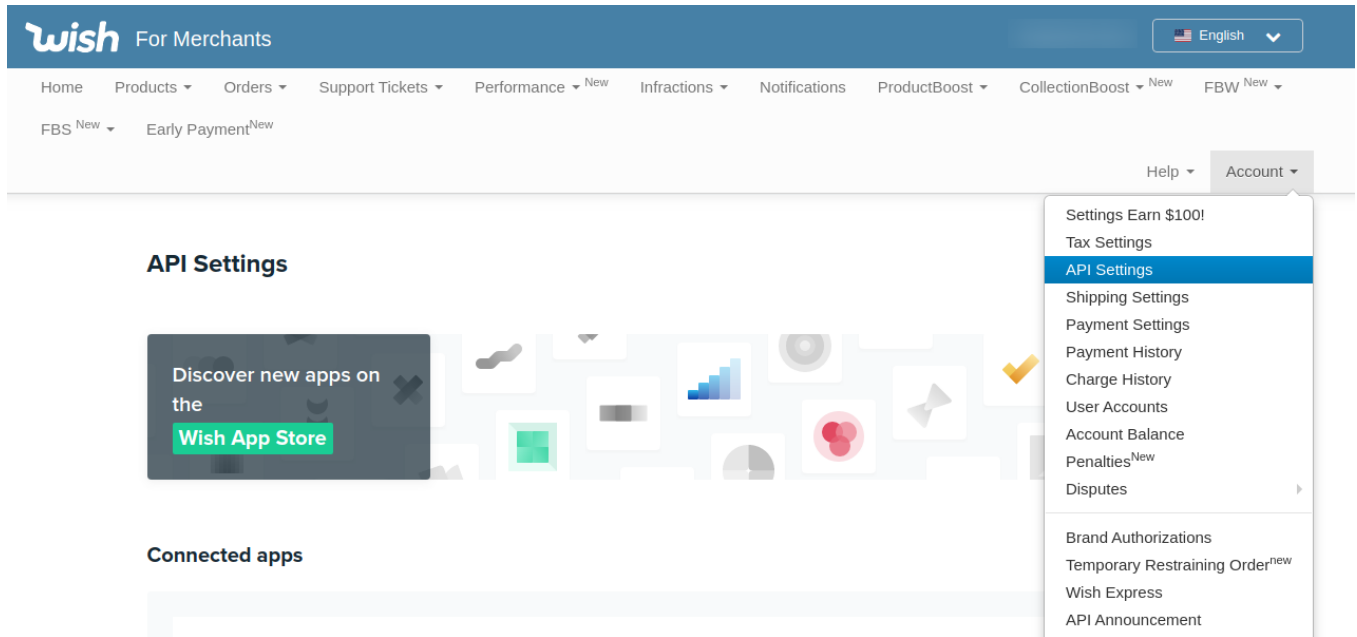 wish For Merchants
English
Home Products Orders Support Tickets Performance New Infractions Notifications ProductBoost CollectionBoost New FBW New
FBS New Early Payment New
Help Account
Settings Earn $100!
Tax Settings
API Settings
Shipping Settings
Payment Settings
Payment History
Charge History
User Accounts
Account Balance
Penalties New
Disputes
Brand Authorizations
Temporary Restraining Order new
Wish Express
API Announcement
API Settings
Discover new apps on
the
Wish App Store
Connected apps